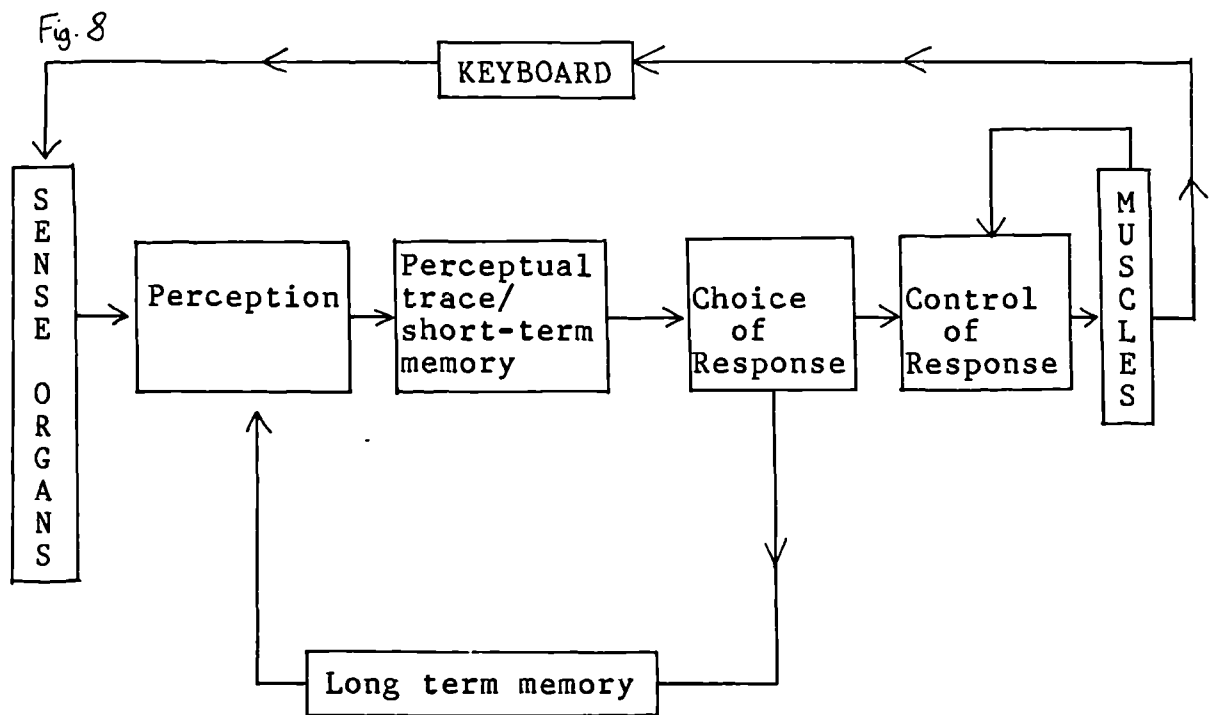 Fig. 8
KEYBOARD
SENSE ORGANS
Perception
Perceptual
trace/
short-term
memory
Choice
of
Response
Control
of
Response
MUSCLES
Long term memory